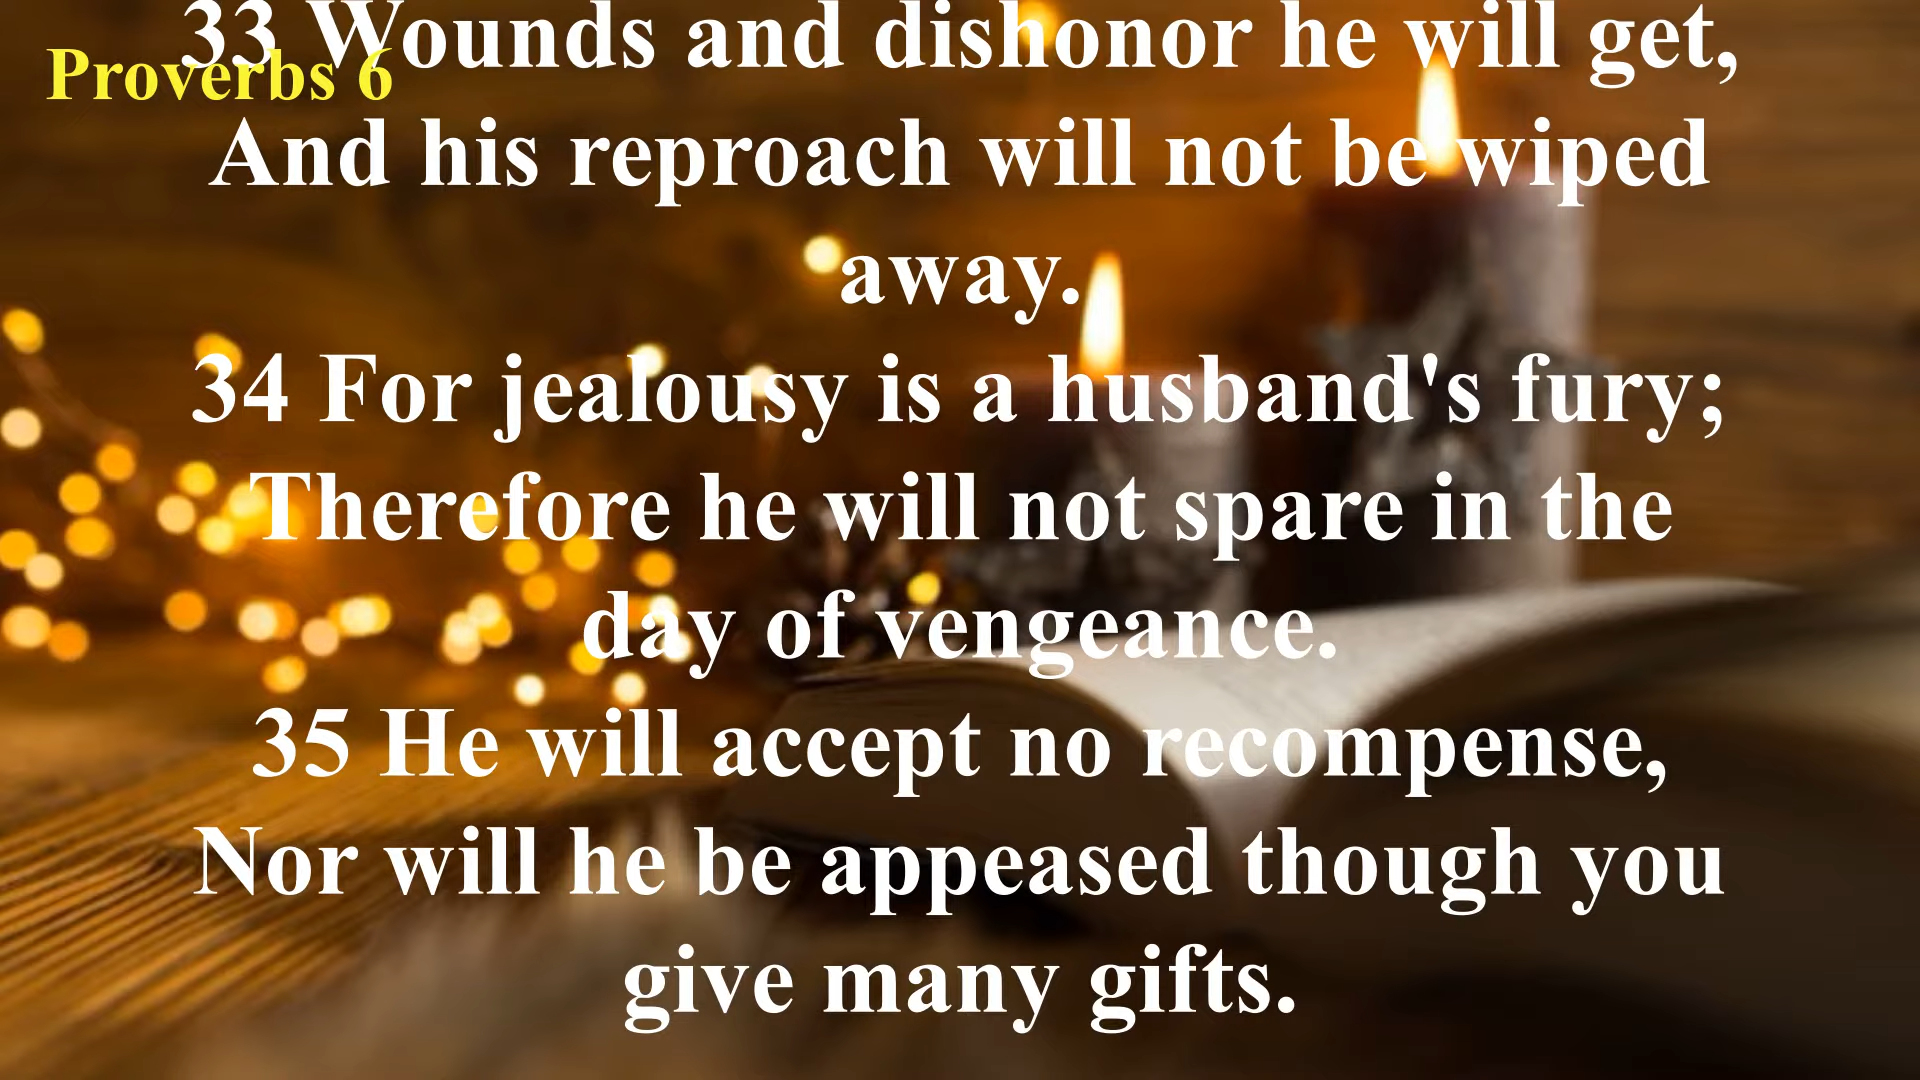 Proverbs 6
33 Wounds and dishonor he will get,
And his reproach will not be wiped
away.
34 For jealousy is a husband's fury;
Therefore he will not spare in the
day of vengeance.
35 He will accept no recompense,
Nor will he be appeased though you
give many gifts.